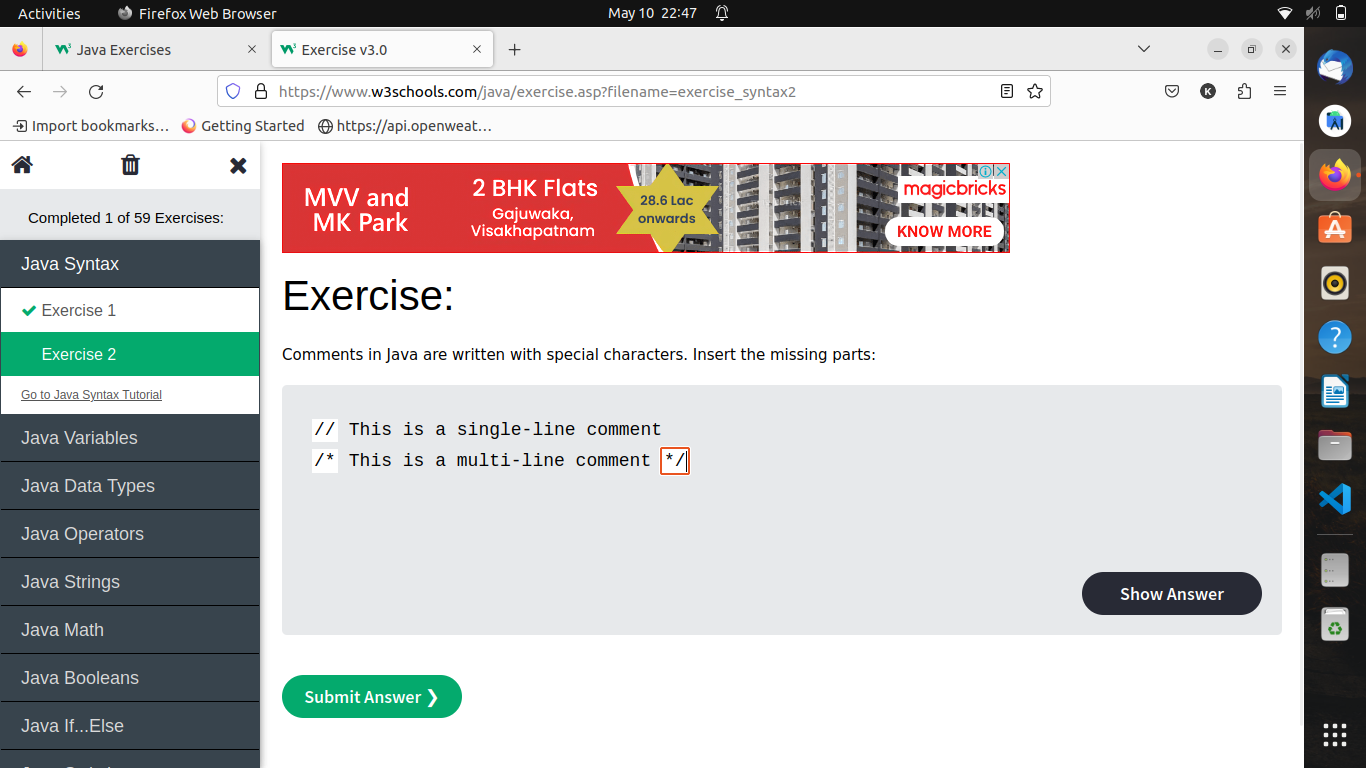 Activities
Firefox Web Browser
May 10 22:47
Java Exercises
Exercise v3.0
https://www.w3schools.com/java/exercise.asp?filename=exercise_syntax2
K
Import bookmarks…
Getting Started
https://api.openweat…
Completed 1 of 59 Exercises:
Java Syntax
Exercise 1
Exercise 2
Go to Java Syntax Tutorial
Java Variables
Java Data Types
Java Operators
Java Strings
Java Math
Java Booleans
Java If...Else
MVV and
MK Park
2 BHK Flats
Gajuwaka,
Visakhapatnam
28.6 Lac
onwards
magicbricks
KNOW MORE
Exercise:
Comments in Java are written with special characters. Insert the missing parts:
// This is a single-line comment
/* This is a multi-line comment */
Show Answer
Submit Answer ❯